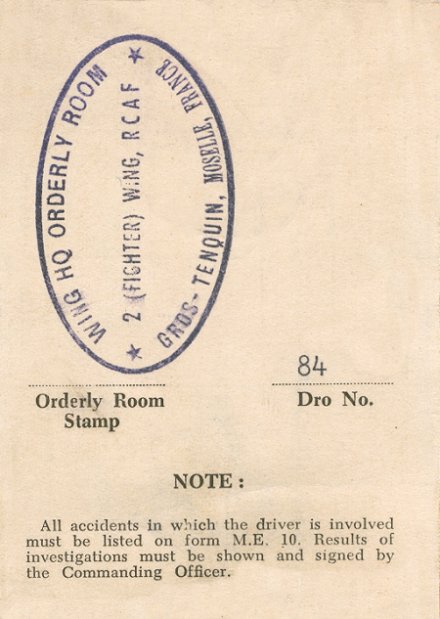 WING HQ ORDERLY ROOM
2 (FIGHTER) WING, RCAF
GROS-TENQUIN, MOSELLE, FRANCE
84
Orderly Room
Stamp
Dro No.
NOTE :
All accidents in which the driver is involved
must be listed on form M.E. 10. Results of
investigations must be shown and signed by
the Commanding Officer.